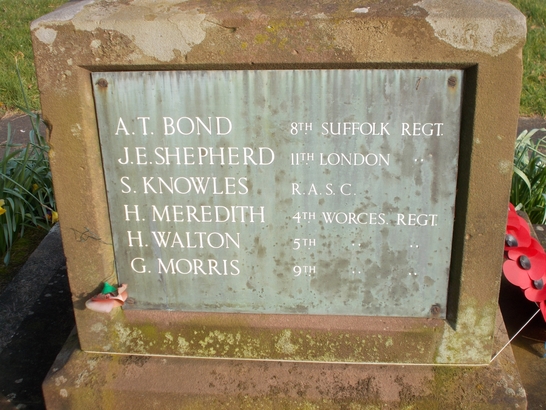 A.T. BOND 8TH SUFFOLK REGT.
J.E. SHEPHERD 11TH LONDON "
S. KNOWLES R.A.S.C.
H. MEREDITH 4TH WORCES. REGT.
H. WALTON 5TH " "
G. MORRIS 9TH " "